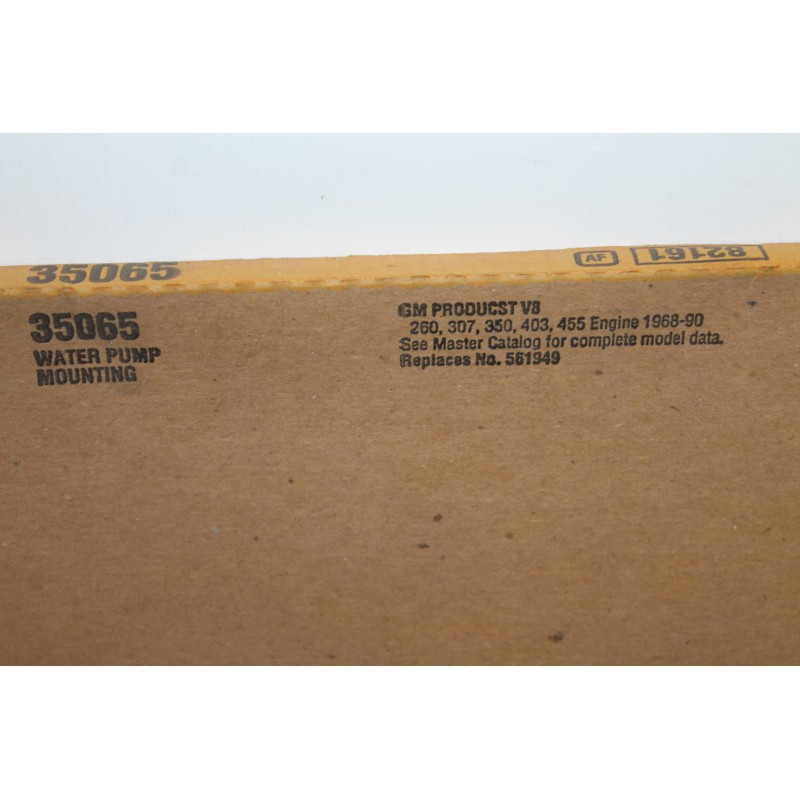 35065
AF 82161
35065
WATER PUMP
MOUNTING
GM PRODUCST V8
260, 307, 350, 403, 455 Engine 1968-90
See Master Catalog for complete model data.
Replaces No. 561949